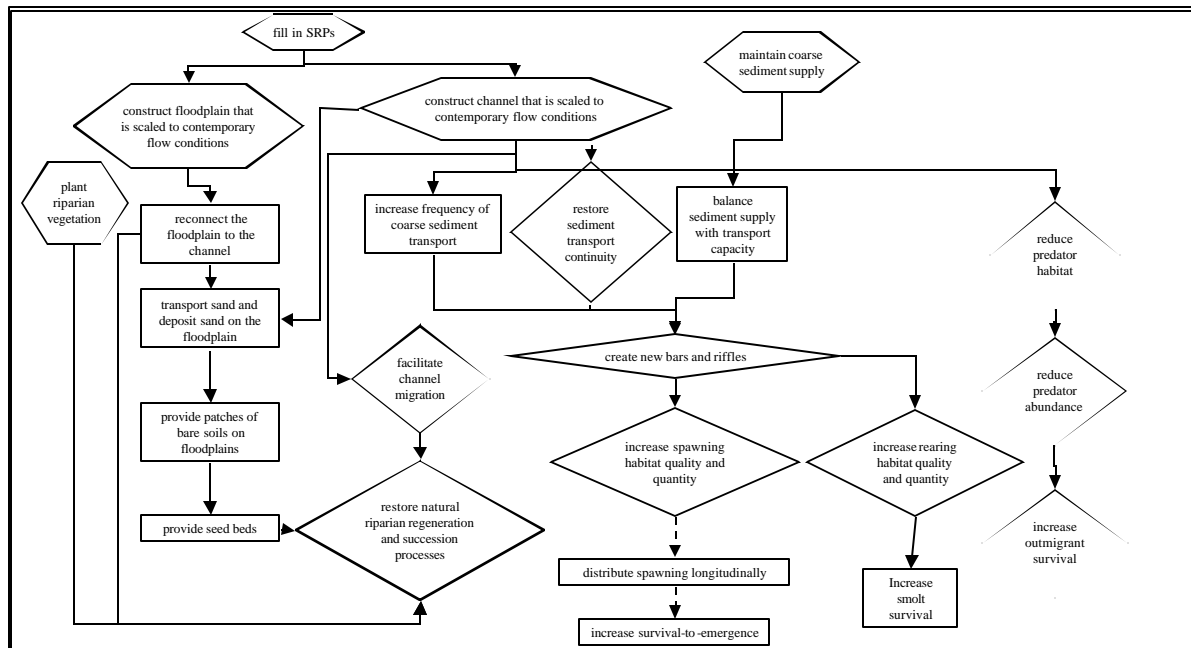 fill in SRPs
maintain coarse
sediment supply
construct floodplain that
is scaled to contemporary
flow conditions
construct channel that is scaled to
contemporary flow conditions
plant
riparian
vegetation
reconnect the
floodplain to the
channel
increase frequency of
coarse sediment
transport
restore
sediment
transport
continuity
balance
sediment supply
with transport
capacity
reduce
predator
habitat
transport sand and
deposit sand on the
floodplain
facilitate
channel
migration
create new bars and riffles
reduce
predator
abundance
provide patches of
bare soils on
floodplains
increase spawning
habitat quality and
quantity
increase rearing
habitat quality
and quantity
provide seed beds
restore natural
riparian regeneration
and succession
processes
increase
outmigrant
survival
distribute spawning longitudinally
Increase
smolt
survival
increase survival-to-emergence